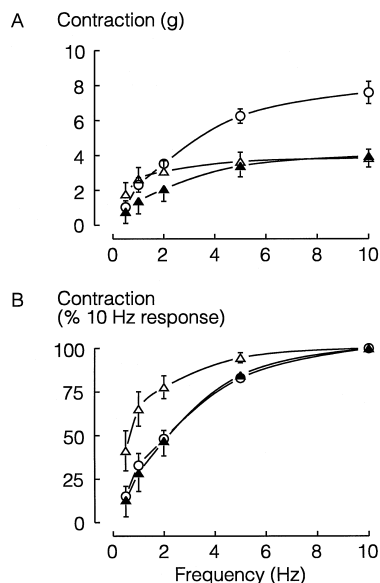 A Contraction (g)
10
8
6
4
2
0
0 2 4 6 8 10
B Contraction
(% 10 Hz response)
100
75
50
25
0
0 2 4 6 8 10
Frequency (Hz)